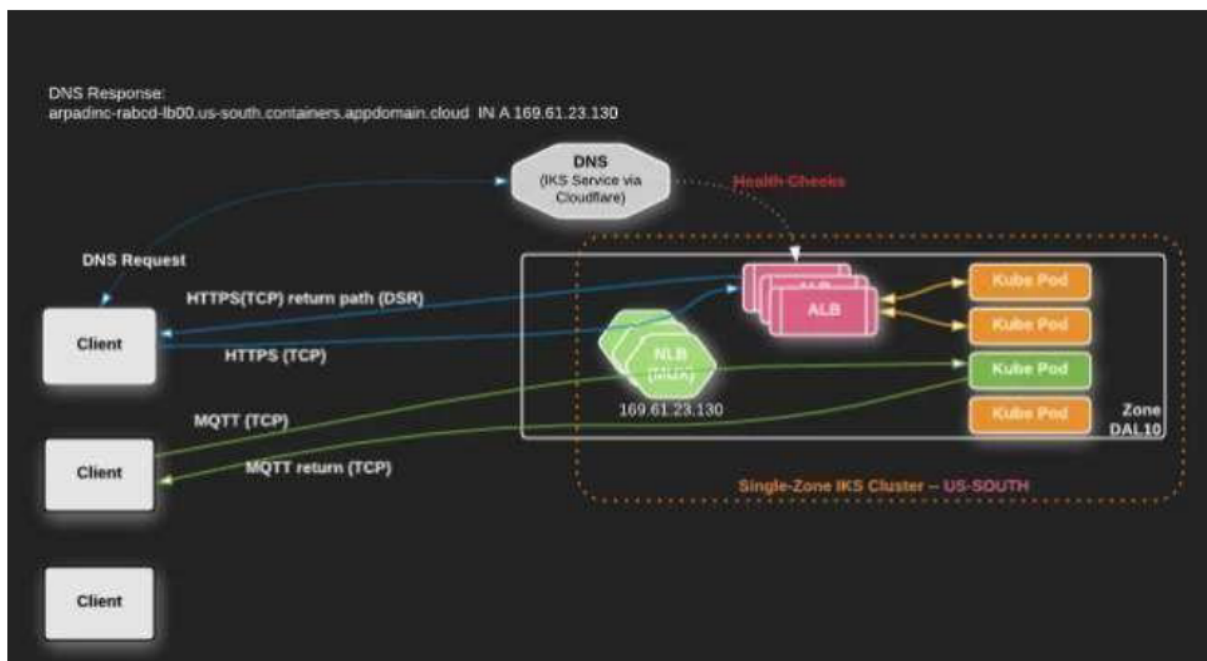 DNS Response:
arpadinc-rabcd-lb00.us-south.containers.appdomain.cloud IN A 169.61.23.130
DNS
(IKS Service via
Cloudflare)
Health Checks
DNS Request
HTTPS(TCP) return path (DSR)
HTTPS (TCP)
Client
ALB
ALB
Kube Pod
Kube Pod
Kube Pod
Kube Pod
NLB
(MUX)
169.61.23.130
Zone
DAL10
MQTT (TCP)
Client
MQTT return (TCP)
Single-Zone IKS Cluster -- US-SOUTH
Client